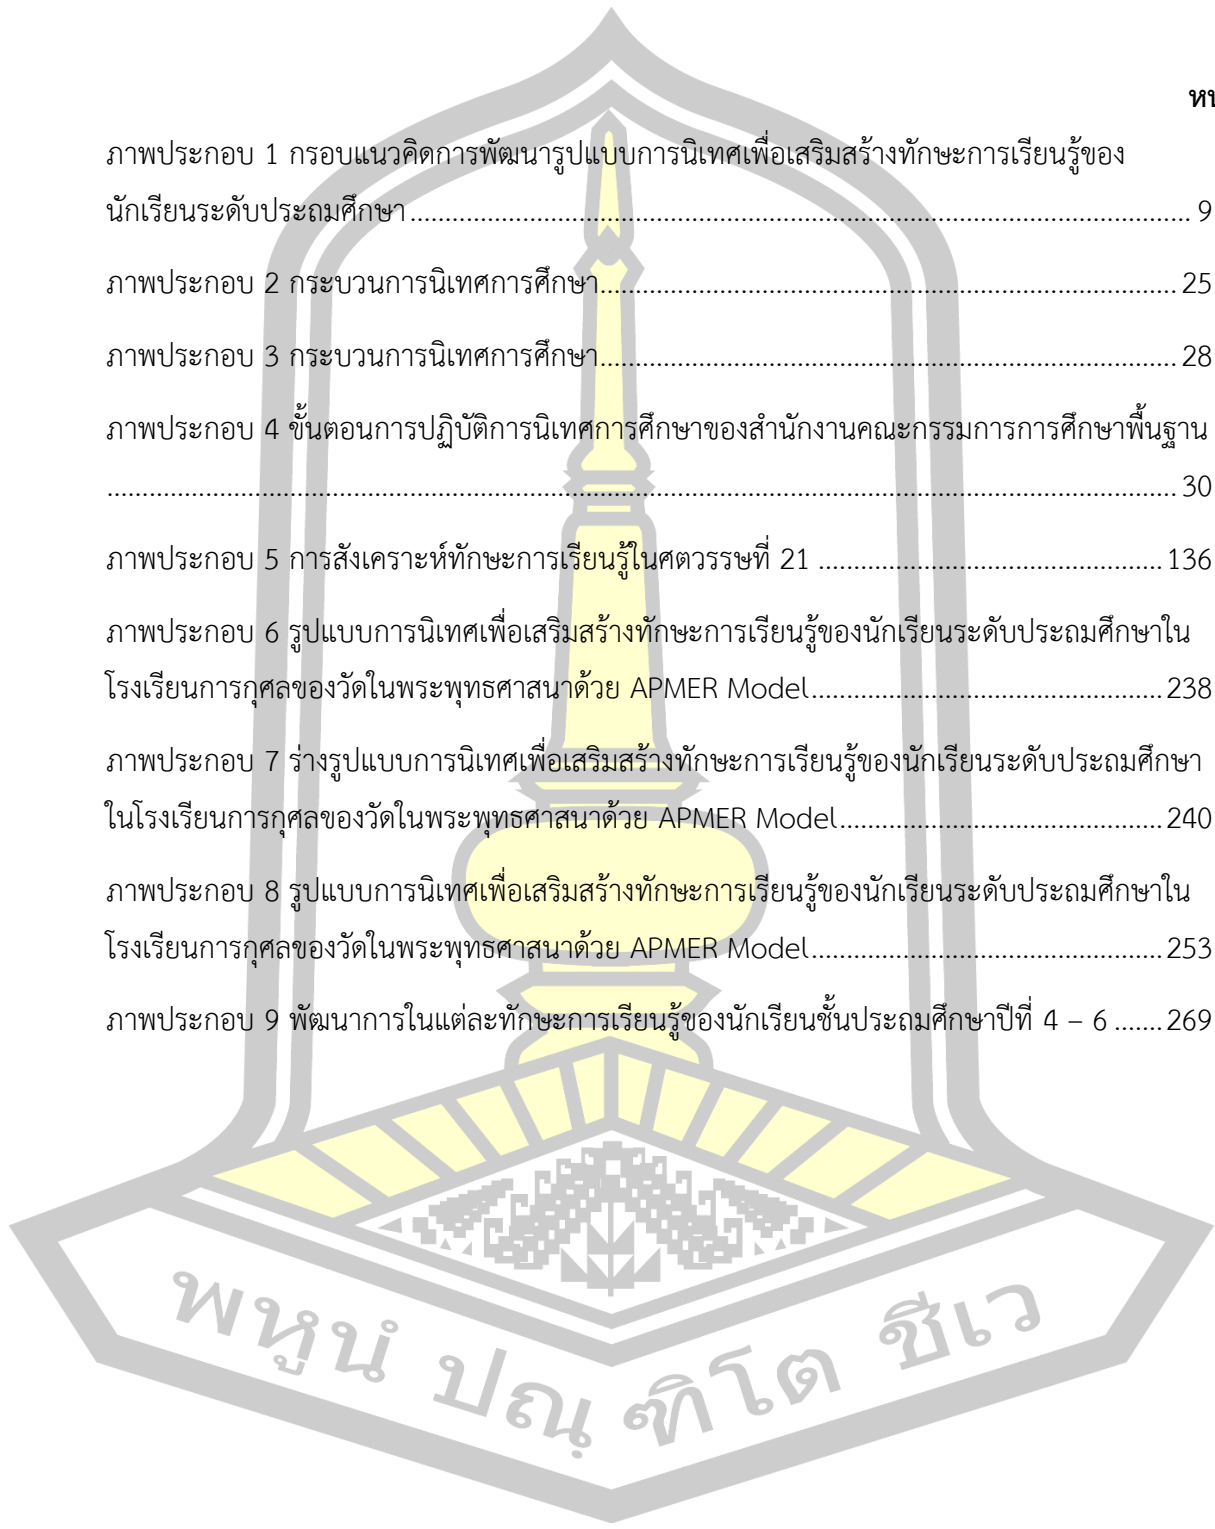 ภาพประกอบ 1 กรอบแนวคิดการพัฒนารูปแบบการนิเทศเพื่อเสริมสร้างทักษะการเรียนรู้ของ
นักเรียนระดับประถมศึกษา ........................................................................................................ 9
ภาพประกอบ 2 กระบวนการนิเทศการศึกษา.............................................................................. 25
ภาพประกอบ 3 กระบวนการนิเทศการศึกษา.............................................................................. 28
ภาพประกอบ 4 ขั้นตอนการปฏิบัติการนิเทศการศึกษาของสำนักงานคณะกรรมการการศึกษาพื้นฐาน
.................................................................................................................................................. 30
ภาพประกอบ 5 การสังเคราะห์ทักษะการเรียนรู้ในศตวรรษที่ 21 ................................................ 136
ภาพประกอบ 6 รูปแบบการนิเทศเพื่อเสริมสร้างทักษะการเรียนรู้ของนักเรียนระดับประถมศึกษาใน
โรงเรียนการกุศลของวัดในพระพุทธศาสนาด้วย APMER Model................................................ 238
ภาพประกอบ 7 ร่างรูปแบบการนิเทศเพื่อเสริมสร้างทักษะการเรียนรู้ของนักเรียนระดับประถมศึกษา
ในโรงเรียนการกุศลของวัดในพระพุทธศาสนาด้วย APMER Model............................................. 240
ภาพประกอบ 8 รูปแบบการนิเทศเพื่อเสริมสร้างทักษะการเรียนรู้ของนักเรียนระดับประถมศึกษาใน
โรงเรียนการกุศลของวัดในพระพุทธศาสนาด้วย APMER Model................................................ 253
ภาพประกอบ 9 พัฒนาการในแต่ละทักษะการเรียนรู้ของนักเรียนชั้นประถมศึกษาปีที่ 4 – 6 ....... 269
พหูนํ ปณฺ ฑิโต ชีเว